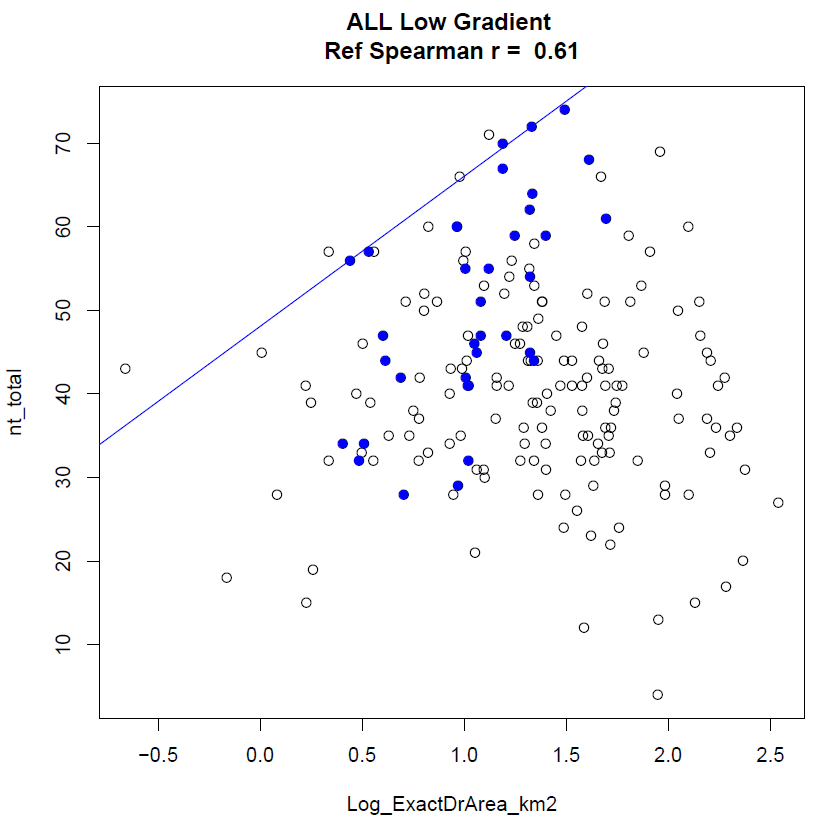 ALL Low Gradient
Ref Spearman r = 0.61
nt_total
70
60
50
40
30
20
10
−0.5 0.0 0.5 1.0 1.5 2.0 2.5
Log_ExactDrArea_km2